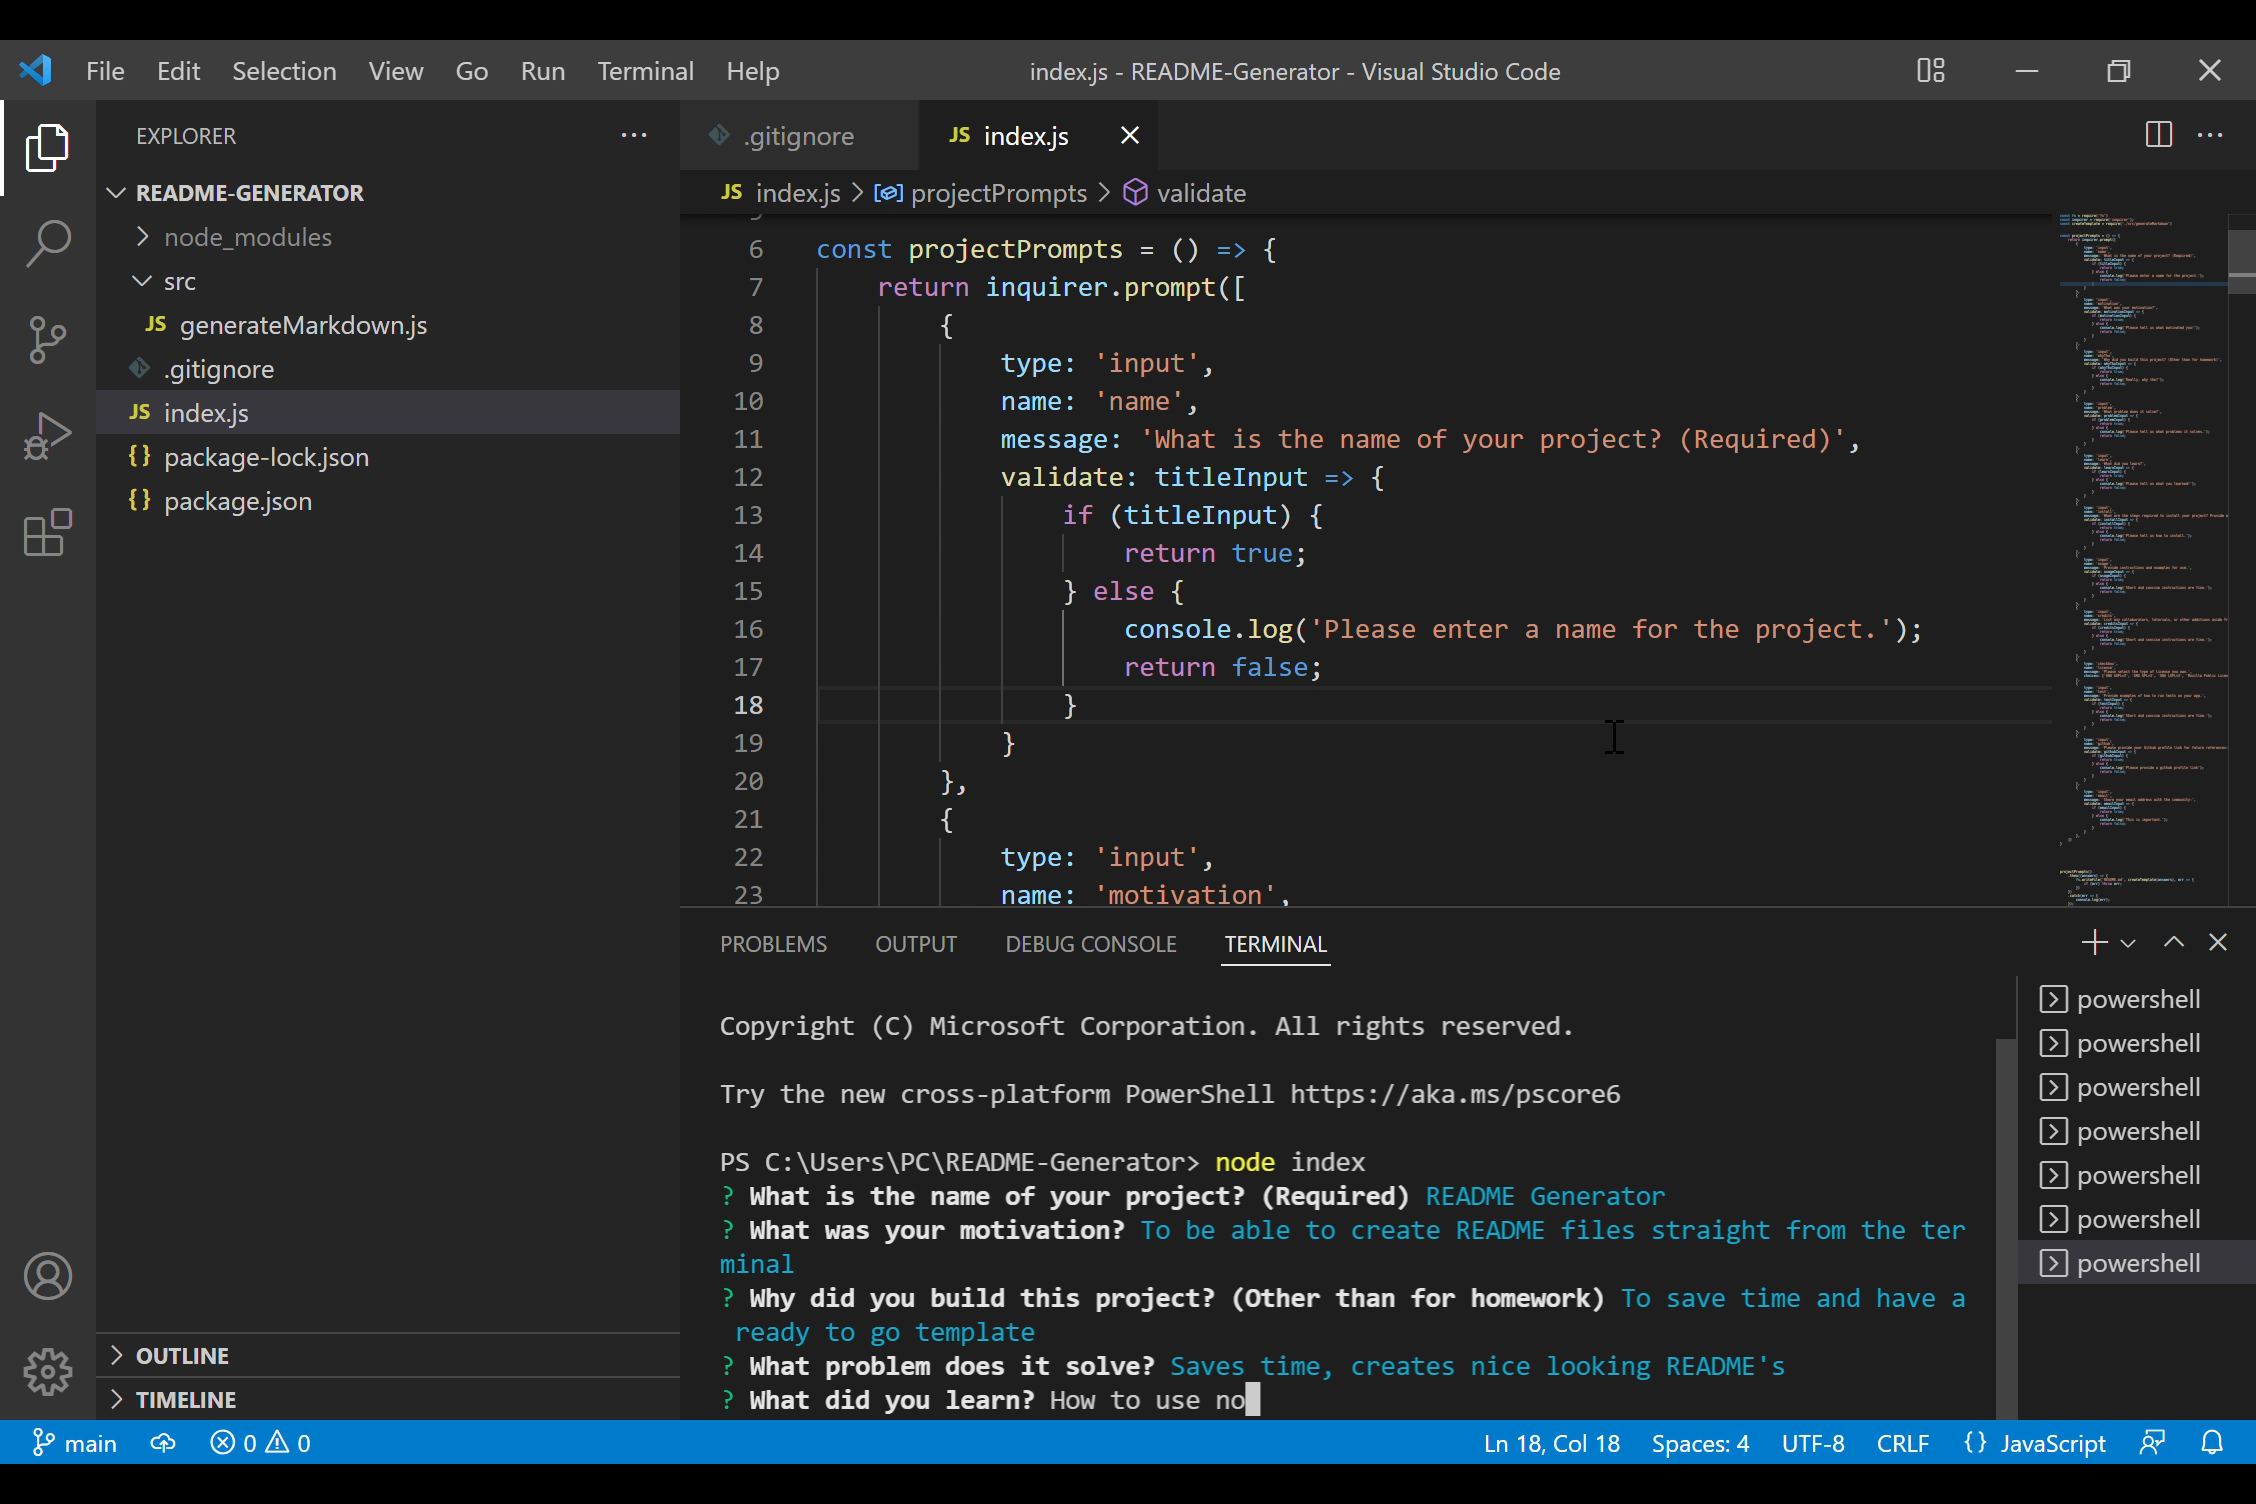 File Edit Selection View Go Run Terminal Help
index.js - README-Generator - Visual Studio Code
EXPLORER
README-GENERATOR
node_modules
src
JS generateMarkdown.js
.gitignore
JS index.js
{} package-lock.json
{} package.json
OUTLINE
TIMELINE
.gitignore
JS index.js
JS index.js > projectPrompts > validate
6 const projectPrompts = () => {
7 return inquirer.prompt([
8 {
9 type: 'input',
10 name: 'name',
11 message: 'What is the name of your project? (Required)',
12 validate: titleInput => {
13 if (titleInput) {
14 return true;
15 } else {
16 console.log('Please enter a name for the project.');
17 return false;
18 }
19 }
20 },
21 {
22 type: 'input',
23 name: 'motivation',
PROBLEMS OUTPUT DEBUG CONSOLE TERMINAL
Copyright (C) Microsoft Corporation. All rights reserved.
Try the new cross-platform PowerShell https://aka.ms/pscore6
PS C:\Users\PC\README-Generator> node index
? What is the name of your project? (Required) README Generator
? What was your motivation? To be able to create README files straight from the ter
minal
? Why did you build this project? (Other than for homework) To save time and have a
ready to go template
? What problem does it solve? Saves time, creates nice looking README's
? What did you learn? How to use no
powershell
powershell
powershell
powershell
powershell
powershell
powershell
main 0 0 Ln 18, Col 18 Spaces: 4 UTF-8 CRLF {} JavaScript